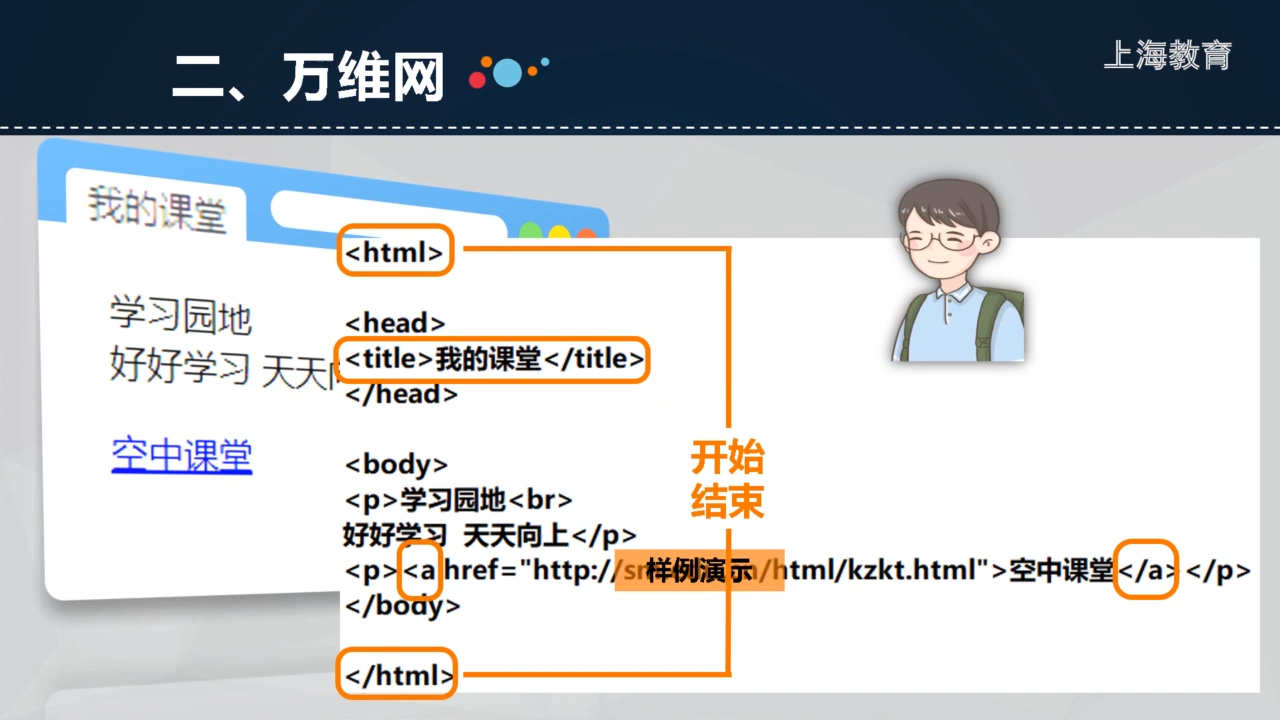 二、万维网
上海教育
我的课堂
学习园地
好好学习 天天向
空中课堂
<html>
<head>
<title>我的课堂</title>
</head>
<body>
<p>学习园地<br>
好好学习 天天向上</p>
<p><a href="http://s /html/kzkt.html">空中课堂</a></p>
样例演示
</body>
</html>
开始
结束